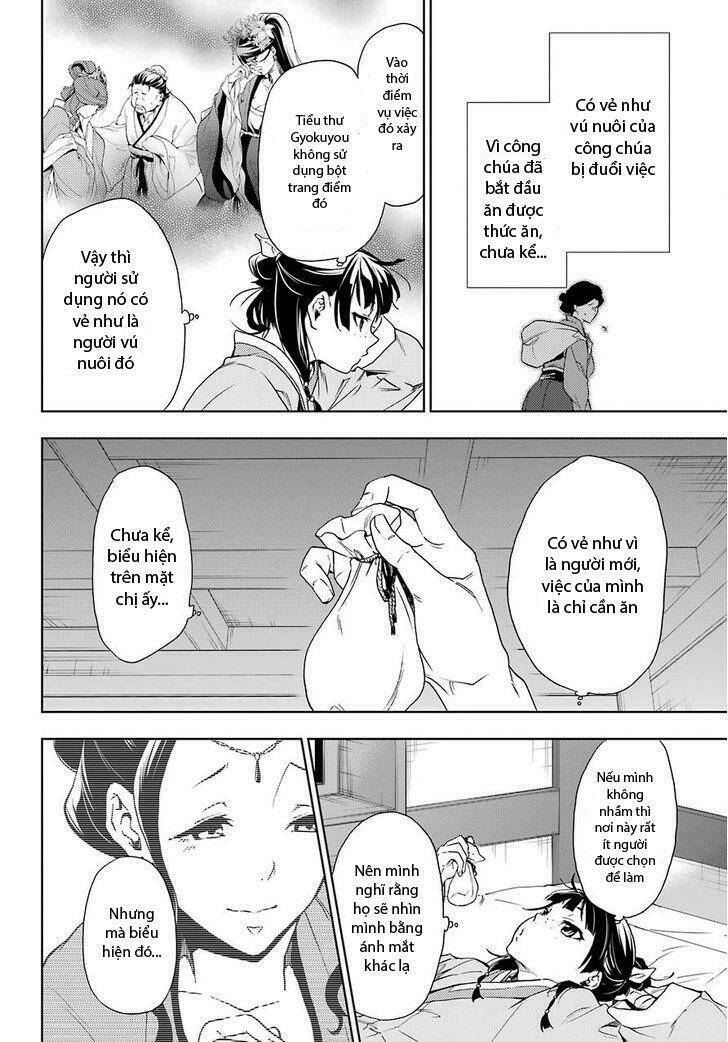 Có vẻ như
vú nuôi của
công chúa
bị đuổi việc
Vì công
chúa đã
bắt đầu
ăn được
thức ăn,
chưa kể...
Vào
thời
điểm
vụ việc
đó xảy
ra
Tiểu thư
Gyokuyou
không sử
dụng bột
trang điểm
đó
Vậy thì
người sử
dụng nó có
vẻ như là
người vú
nuôi đó
Có vẻ như vì
là người mới,
việc của mình
là chỉ cần ăn
Chưa kể,
biểu hiện
trên mặt
chị ấy...
Nếu mình
không
nhầm thì
nơi này rất
ít người
được chọn
để làm
Nên mình
nghĩ rằng
họ sẽ nhìn
mình bằng
ánh mắt
khác lạ
Nhưng
mà biểu
hiện đó...